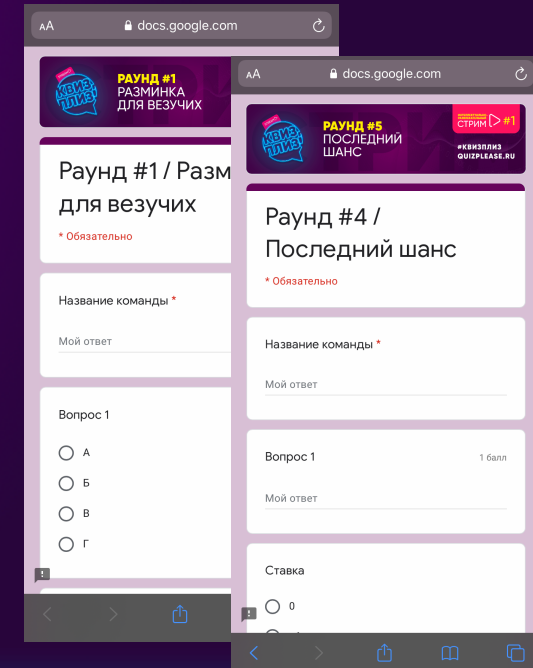 AA docs.google.com
КВИЗ
ПЛИЗ
РАУНД #1
РАЗМИНКА
ДЛЯ ВЕЗУЧИХ
Раунд #1 / Разм
для везучих
* Обязательно
Название команды *
Мой ответ
Вопрос 1
А
Б
В
Г
AA docs.google.com
КВИЗ
ПЛИЗ
РАУНД #5
ПОСЛЕДНИЙ
ШАНС
СТРИМ #1
#КВИЗПЛИЗ
QUIZPLEASE.RU
Раунд #4 /
Последний шанс
* Обязательно
Название команды *
Мой ответ
Вопрос 1 1 балл
Мой ответ
Ставка
0